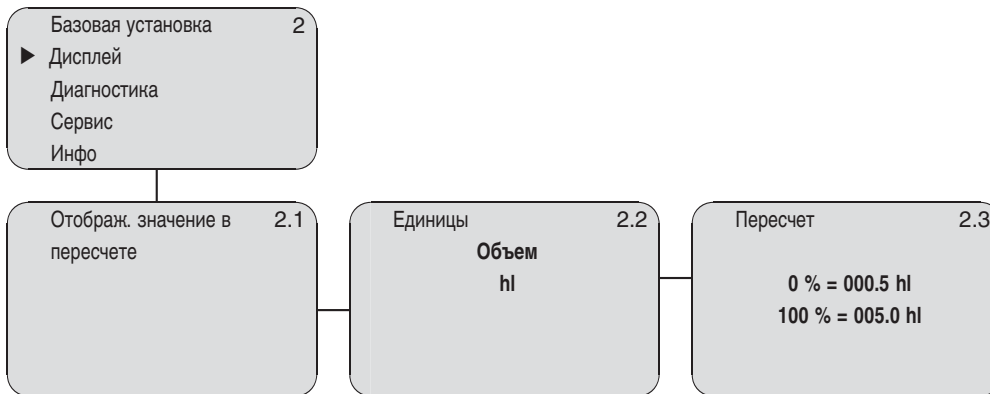 Базовая установка 2
▶ Дисплей
Диагностика
Сервис
Инфо
Отображ. значение в 2.1
пересчете
Единицы 2.2
Объем
hl
Пересчет 2.3
0 % = 000.5 hl
100 % = 005.0 hl